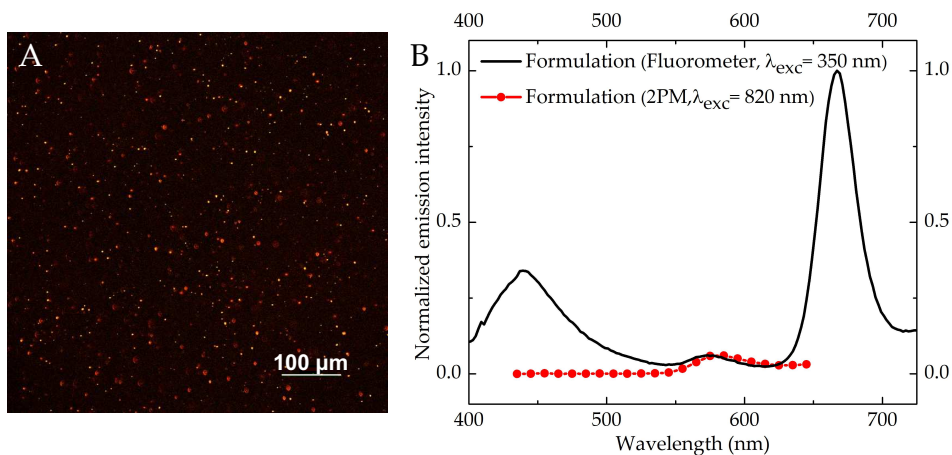 A
100 µm
B
400 500 600 700
Formulation (Fluorometer, λexc= 350 nm)
Formulation (2PM,λexc= 820 nm)
Normalized emission intensity
1.0
0.5
0.0
1.0
0.5
0.0
400 500 600 700
Wavelength (nm)